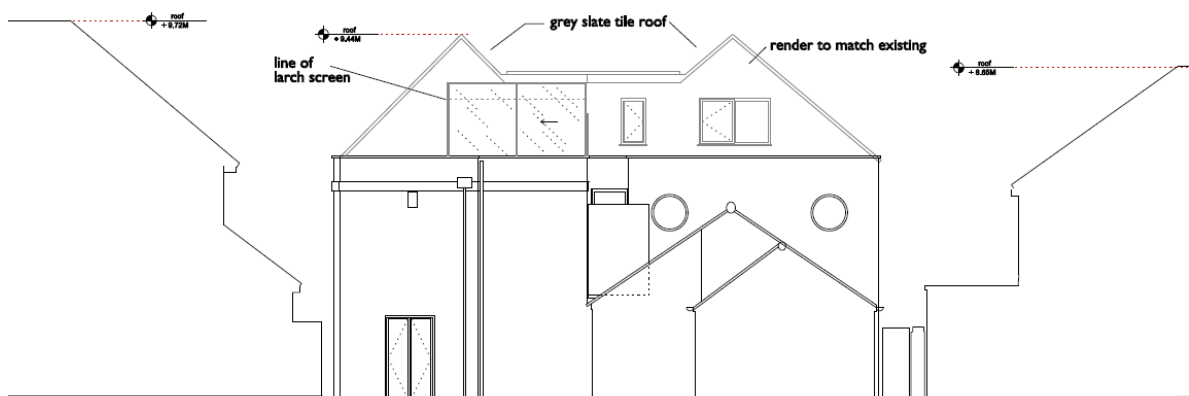 roof
+ 9.72M
roof
+ 9.44M
grey slate tile roof
render to match existing
line of
larch screen
roof
+ 8.65M